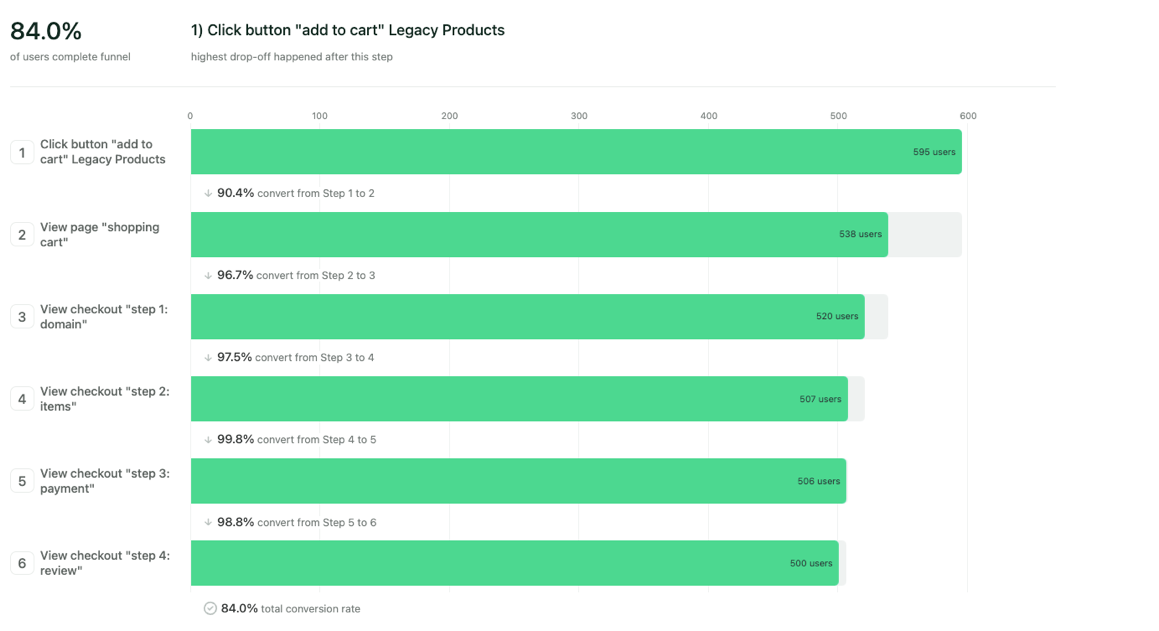 84.0%
of users complete funnel
1) Click button "add to cart" Legacy Products
highest drop-off happened after this step
0 100 200 300 400 500 600
1
Click button "add to
cart" Legacy Products
595 users
90.4% convert from Step 1 to 2
2
View page "shopping
cart"
538 users
96.7% convert from Step 2 to 3
3
View checkout "step 1:
domain"
520 users
97.5% convert from Step 3 to 4
4
View checkout "step 2:
items"
507 users
99.8% convert from Step 4 to 5
5
View checkout "step 3:
payment"
506 users
98.8% convert from Step 5 to 6
6
View checkout "step 4:
review"
500 users
84.0% total conversion rate